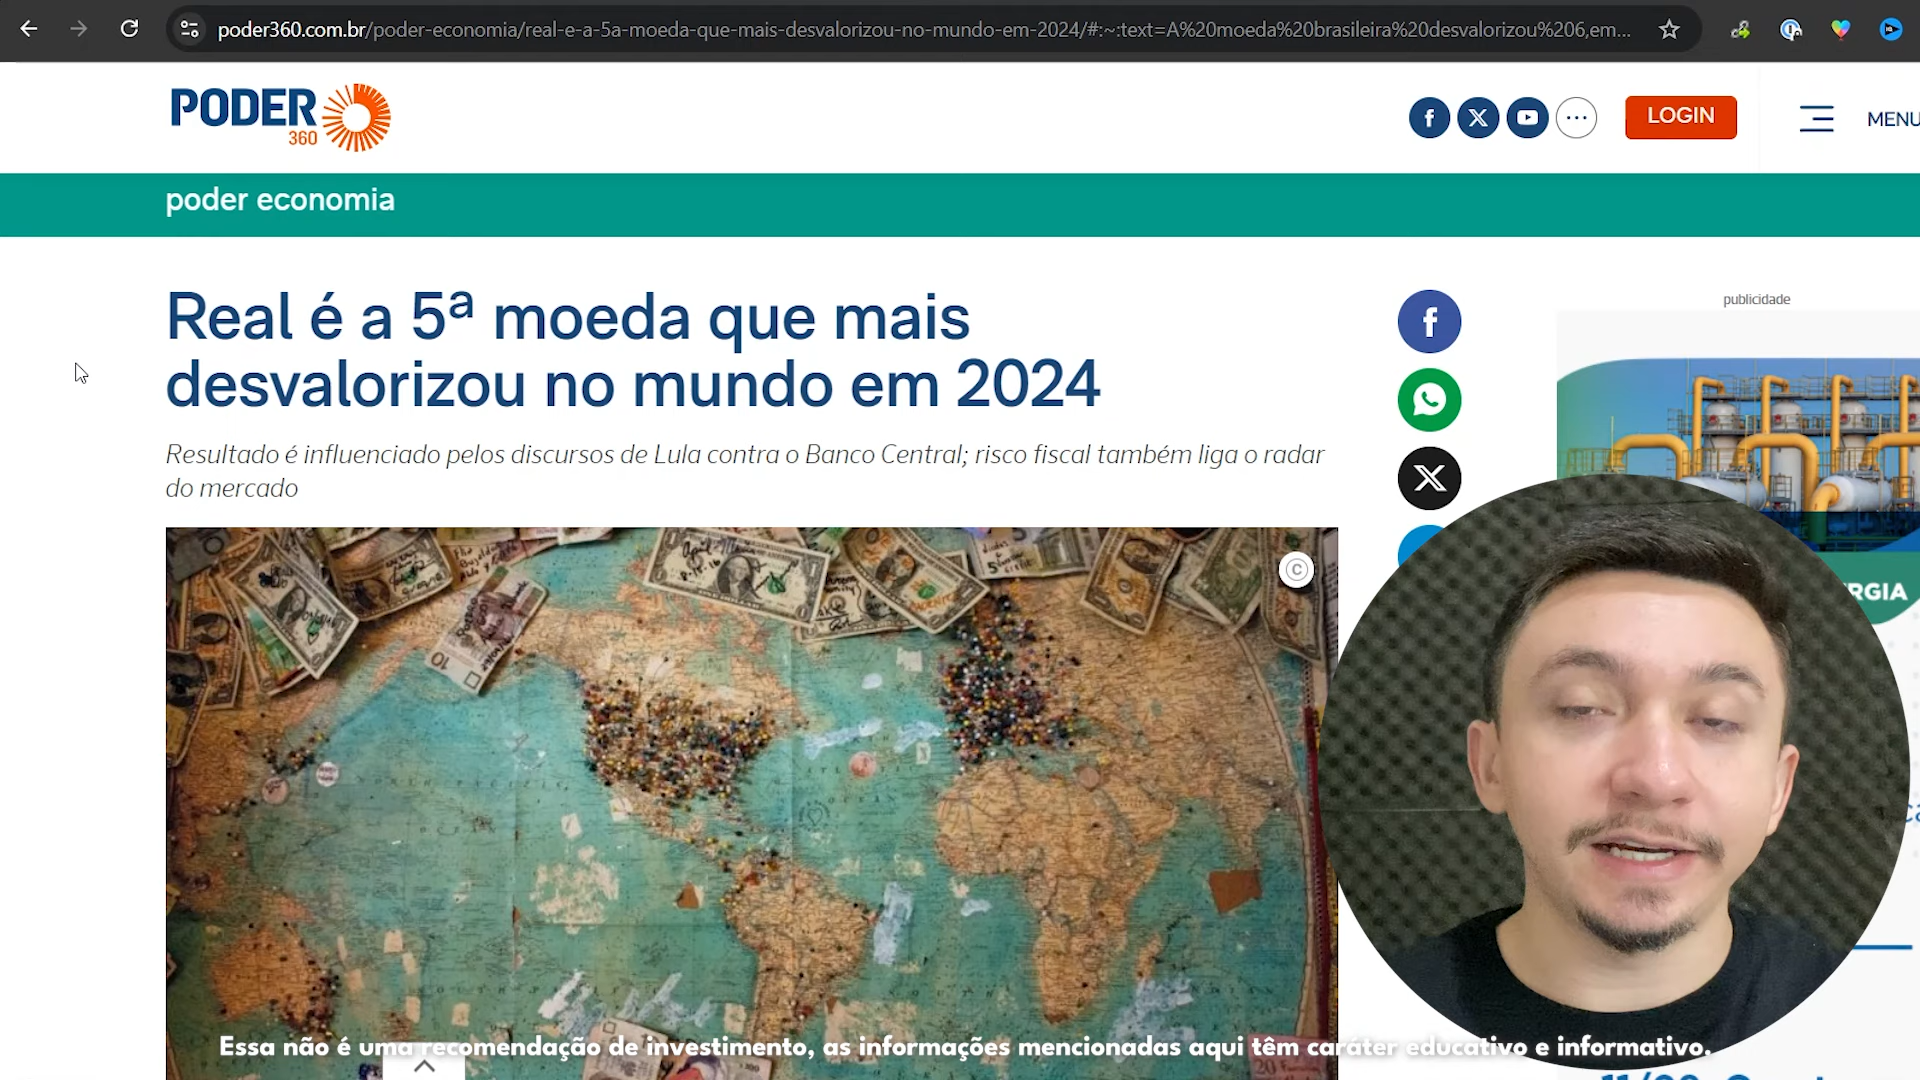 poder360.com.br/poder-economia/real-e-a-5a-moeda-que-mais-desvalorizou-no-mundo-em-2024/#:~:text=A%20moeda%20brasileira%20desvalorizou%206,em...
PODER
360
LOGIN
MENU
poder economia
Real é a 5ª moeda que mais
desvalorizou no mundo em 2024
publicidade
Resultado é influenciado pelos discursos de Lula contra o Banco Central; risco fiscal também liga o radar
do mercado
RGIA
Essa não é uma recomendação de investimento, as informações mencionadas aqui têm caráter educativo e informativo.